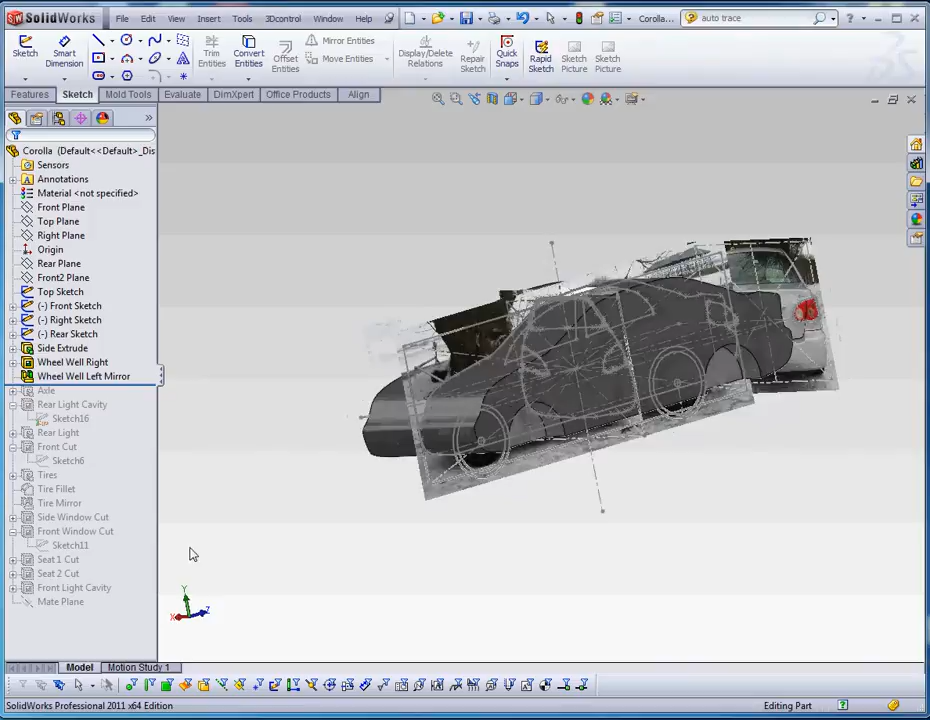 SolidWorks File Edit View Insert Tools 3Dcontrol Window Help Corolla... auto trace
Sketch Smart Dimension Trim Entities Convert Entities Offset Entities Mirror Entities Move Entities Display/Delete Relations Repair Sketch Quick Snaps Rapid Sketch Sketch Picture Sketch Picture
Features Sketch Mold Tools Evaluate DimXpert Office Products Align
Corolla (Default<<Default>_Dis
Sensors
Annotations
Material <not specified>
Front Plane
Top Plane
Right Plane
Origin
Rear Plane
Front2 Plane
Top Sketch
(-) Front Sketch
(-) Right Sketch
(-) Rear Sketch
Side Extrude
Wheel Well Right
Wheel Well Left Mirror
Axle
Rear Light Cavity
Sketch16
Rear Light
Front Cut
Sketch6
Tires
Tire Fillet
Tire Mirror
Side Window Cut
Front Window Cut
Sketch11
Seat 1 Cut
Seat 2 Cut
Front Light Cavity
Mate Plane
Y
X Z
Model Motion Study 1
SolidWorks Professional 2011 x64 Edition Editing Part